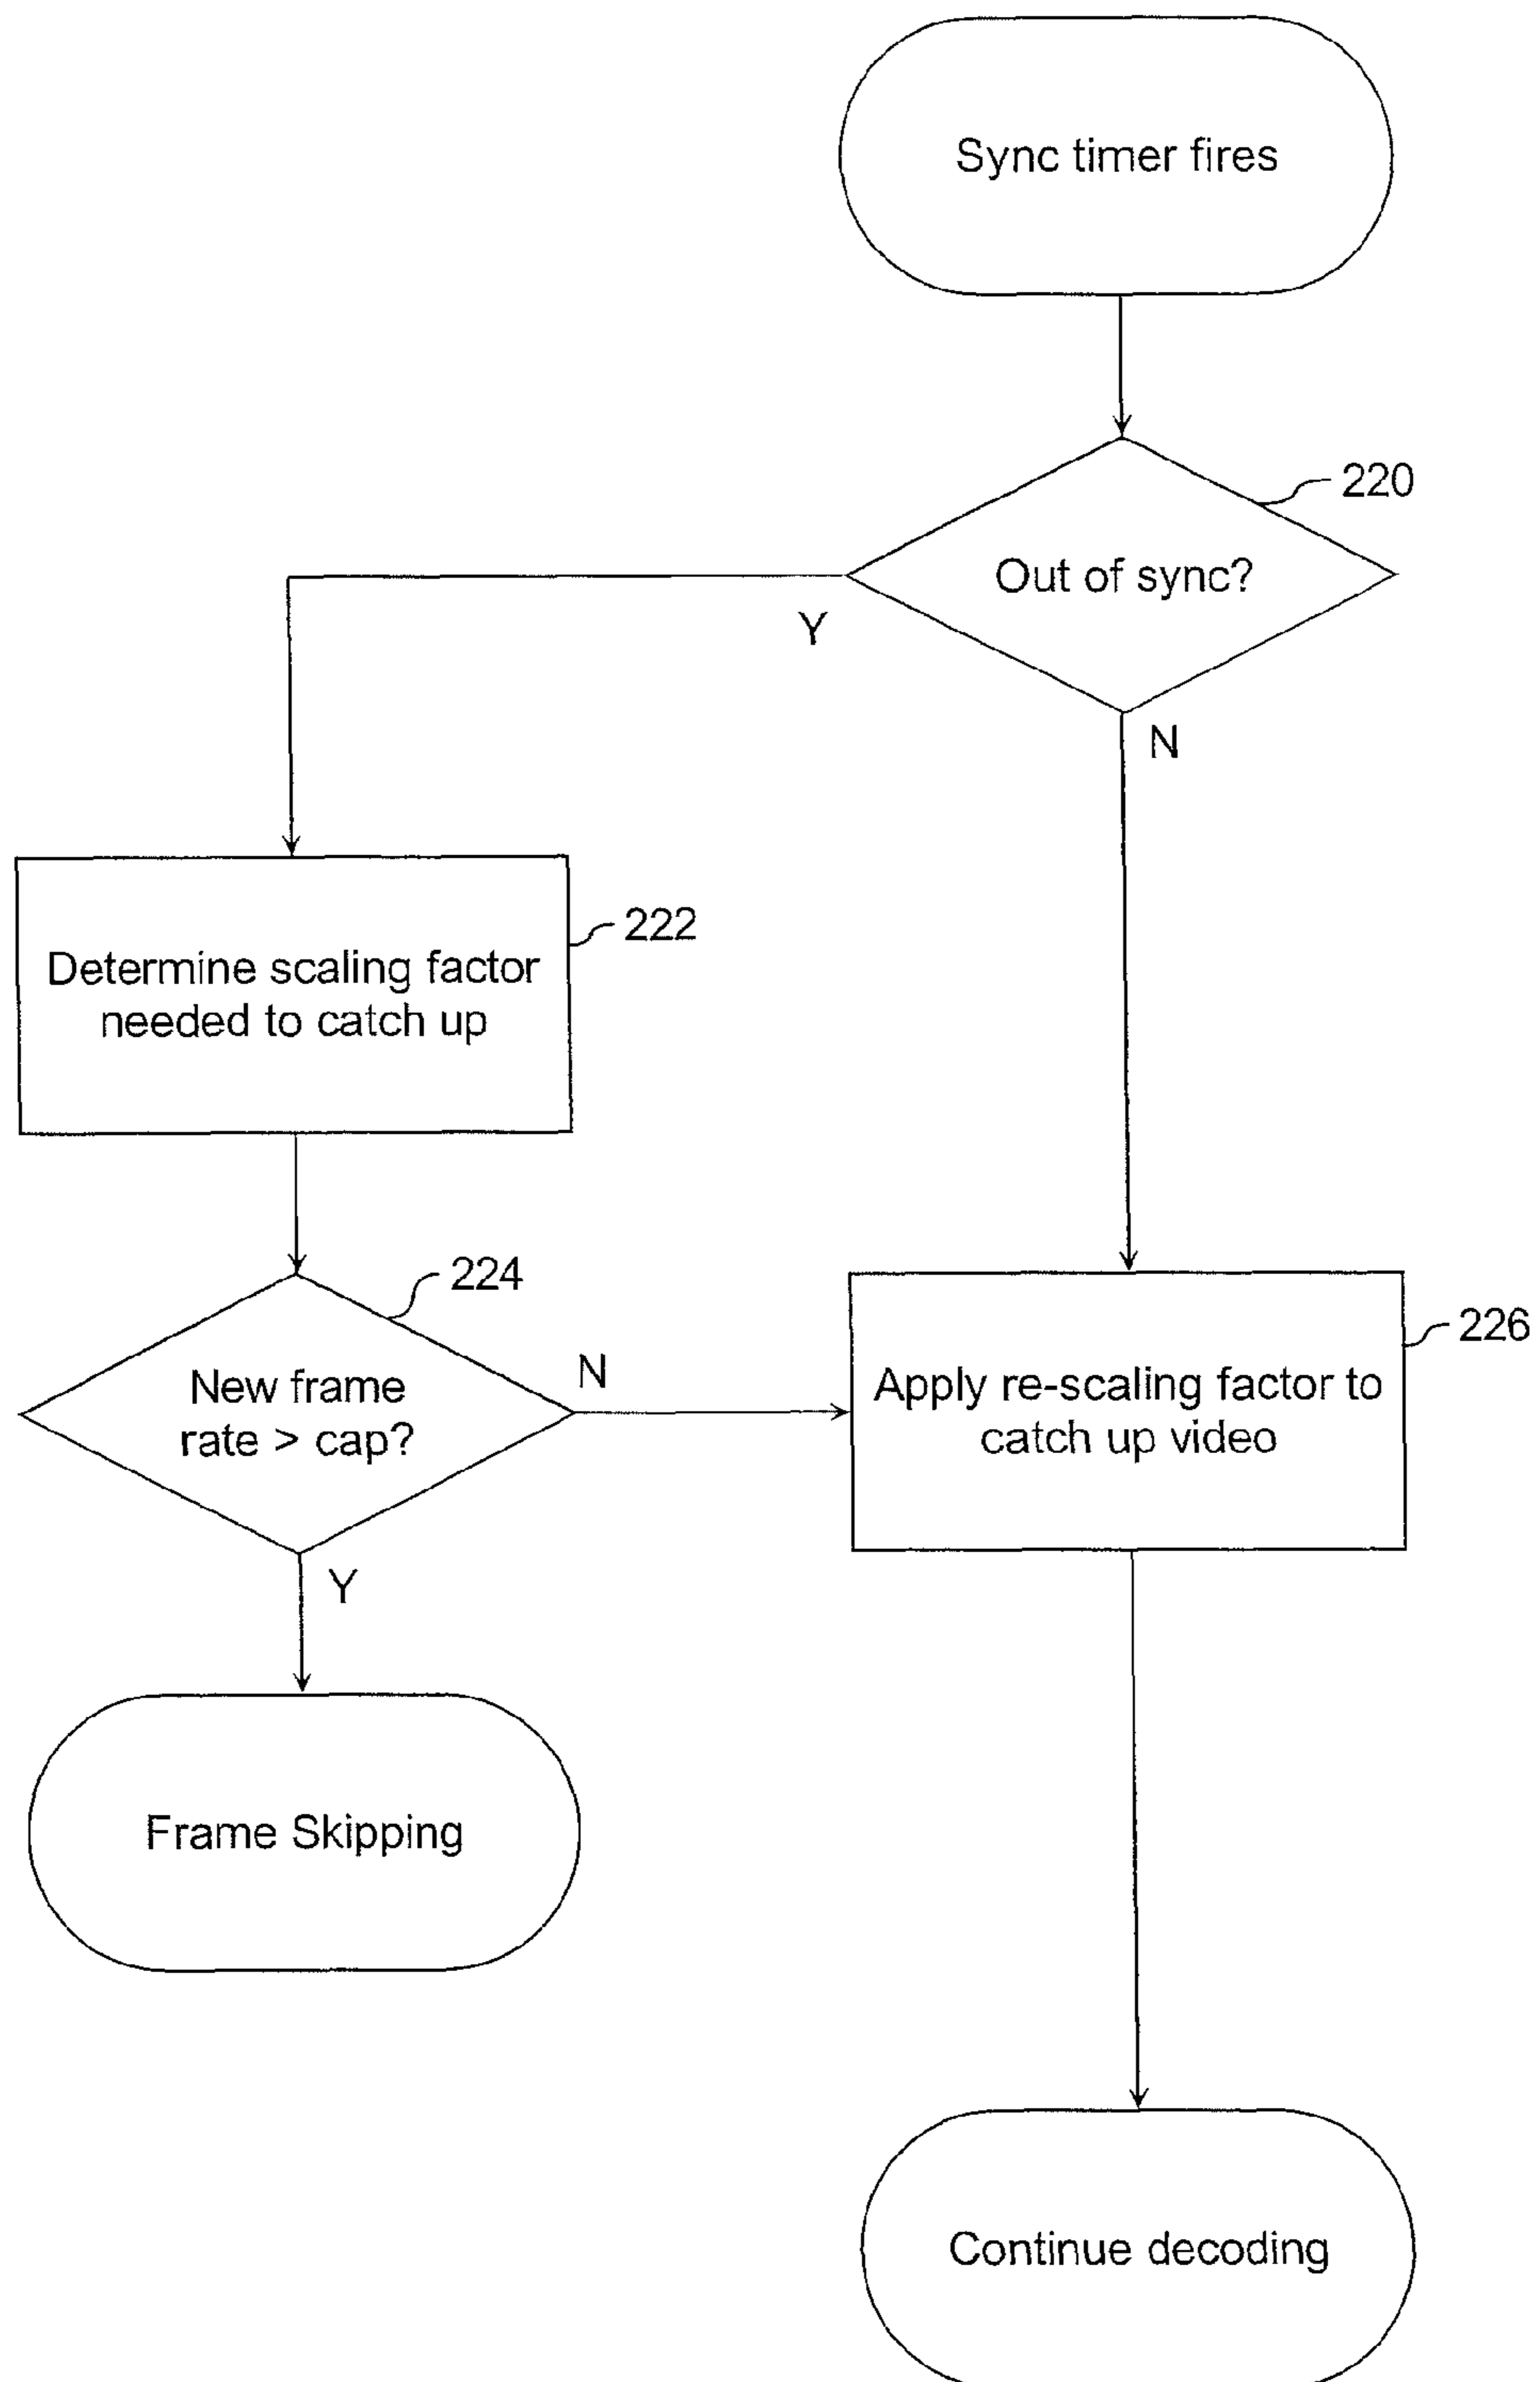 Sync timer fires
220
Out of sync?
Y
N
222
Determine scaling factor
needed to catch up
224
New frame
rate > cap?
N
226
Apply re-scaling factor to
catch up video
Y
Frame Skipping
Continue decoding